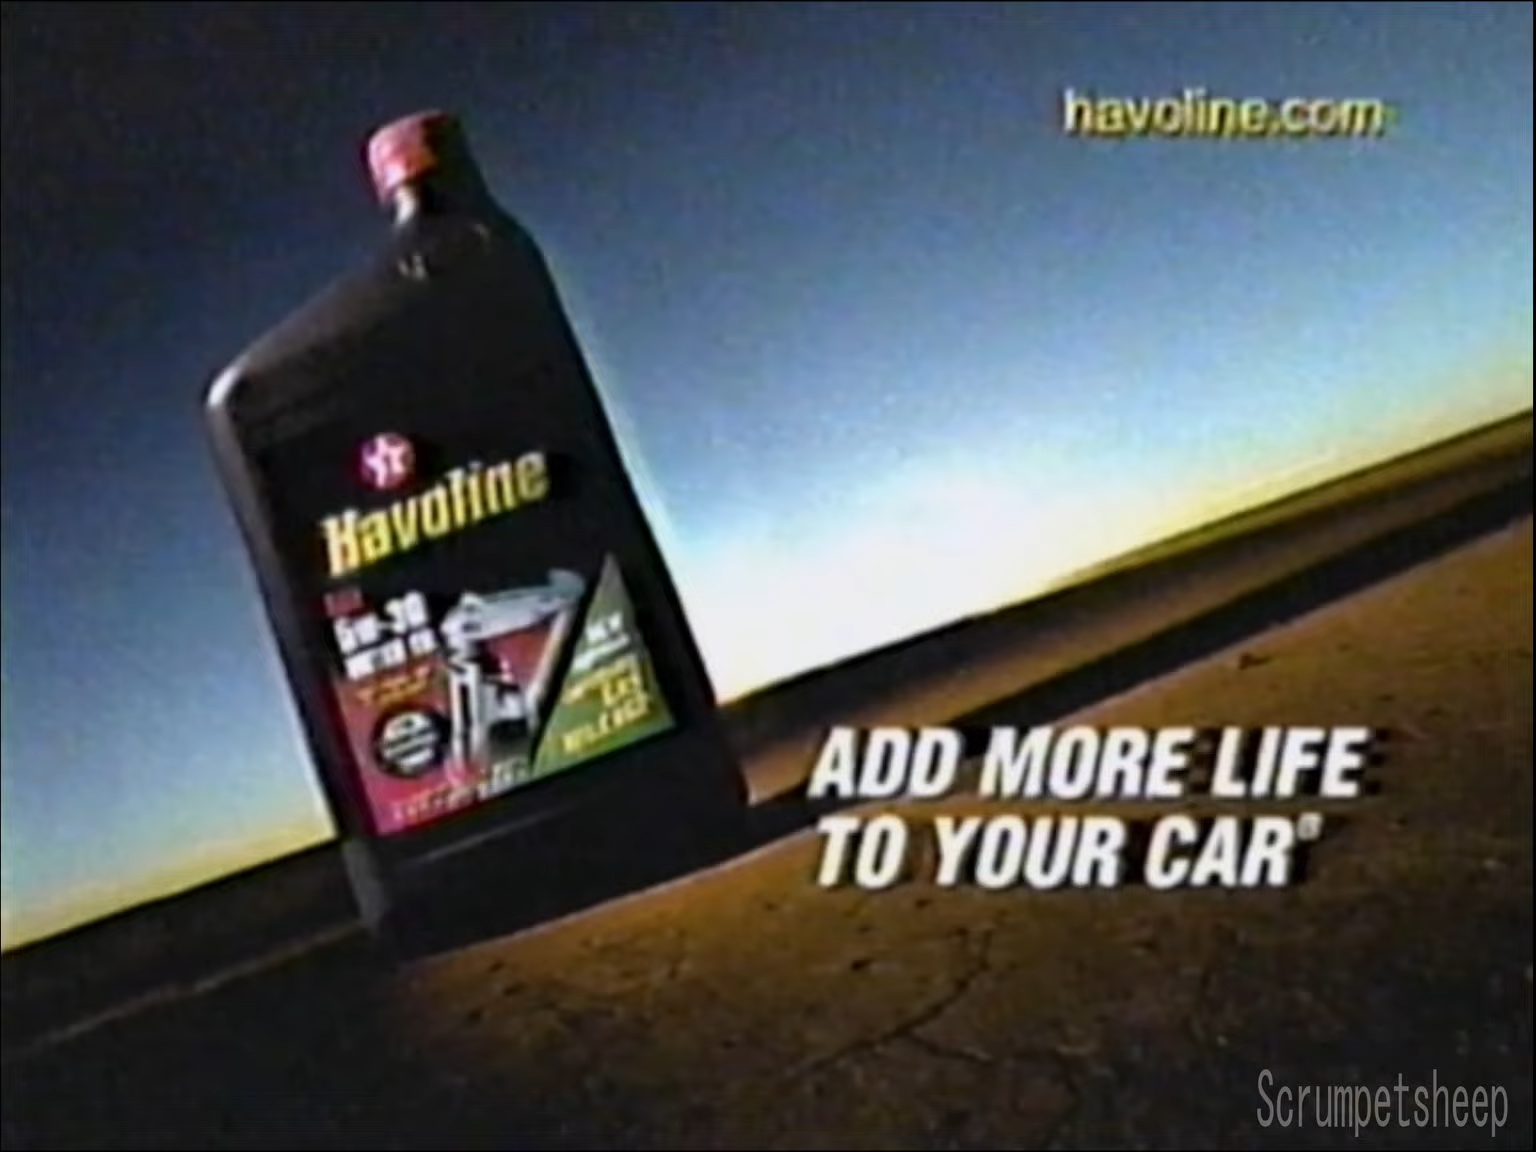 havoline.com
Havoline
5W-30
ADD MORE LIFE
TO YOUR CAR®
Scrumpetsheep